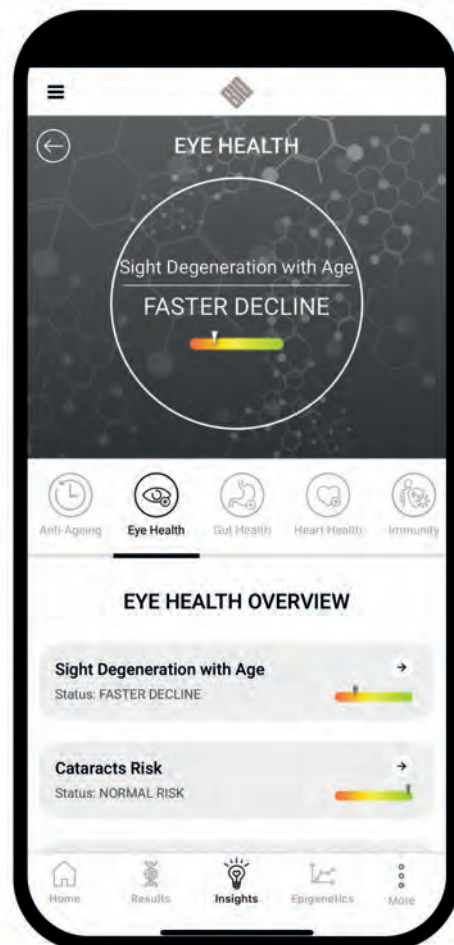 EYE HEALTH
Sight Degeneration with Age
FASTER DECLINE
Anti-Ageing
Eye Health
Gut Health
Heart Health
Immunity
EYE HEALTH OVERVIEW
Sight Degeneration with Age
Status: FASTER DECLINE
Cataracts Risk
Status: NORMAL RISK
Home
Results
Insights
Epigenetics
More